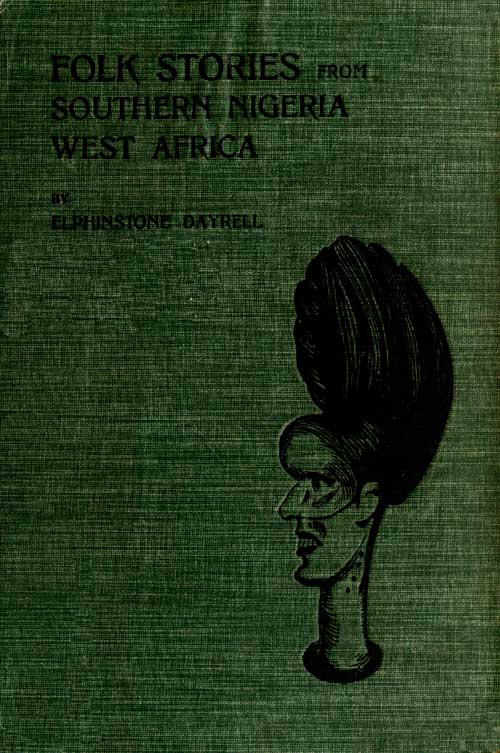 FOLK STORIES FROM
SOUTHERN NIGERIA
WEST AFRICA
BY
ELPHINSTONE DAYRELL